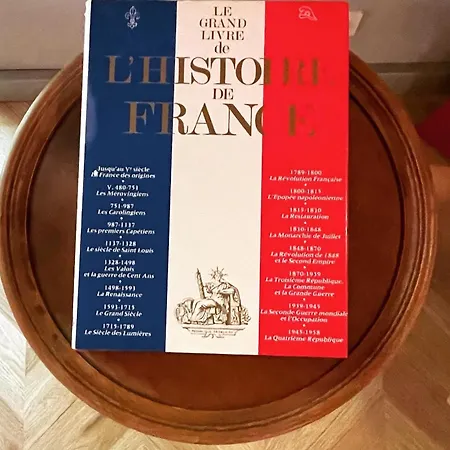 LE
GRAND
LIVRE de
L'HISTOIRE
DE
FRANCE
Jusqu'au Vᵉ siècle
La France des origines
V. 480-751
Les Mérovingiens
751-987
Les Carolingiens
987-1137
Les premiers Capétiens
1137-1328
Le siècle de Saint Louis
1328-1498
Les Valois
et la guerre de Cent Ans
1498-1593
La Renaissance
1593-1715
Le Grand Siècle
1715-1789
Le Siècle des Lumières
1789-1800
La Révolution Française
1800-1815
L'Epopée napoléonienne
1815-1830
La Restauration
1830-1848
La Monarchie de Juillet
1848-1870
La Révolution de 1848
et le Second Empire
1870-1939
La Troisième République,
La Commune
et la Grande Guerre
1939-1945
La Seconde Guerre mondiale
et l'Occupation
1945-1958
La Quatrième République